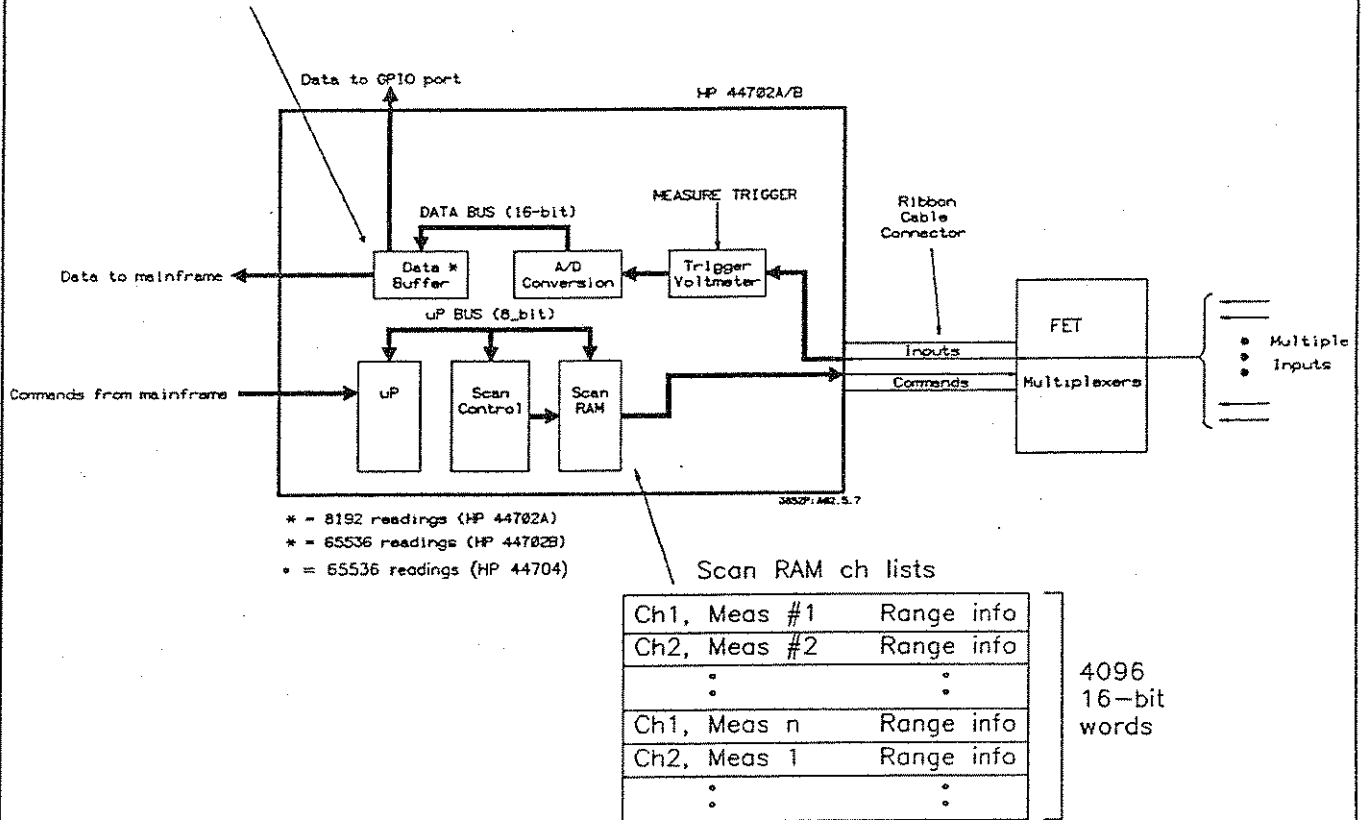 Data to GPIO port
HP 44702A/B
MEASURE TRIGGER
DATA BUS (16-bit)
Ribbon
Cable
Connector
Data to mainframe
Data *
Buffer
A/D
Conversion
Trigger
Voltmeter
uP BUS (8_bit)
FET
Multiplexers
Inputs
Commands
Multiple
Inputs
Commands from mainframe
uP
Scan
Control
Scan
RAM
* = 8192 readings (HP 44702A)
* = 65536 readings (HP 44702B)
* = 65536 readings (HP 44704)
Scan RAM ch lists
Ch1, Meas #1 Range info
Ch2, Meas #2 Range info
Ch1, Meas n Range info
Ch2, Meas 1 Range info
4096
16-bit
words